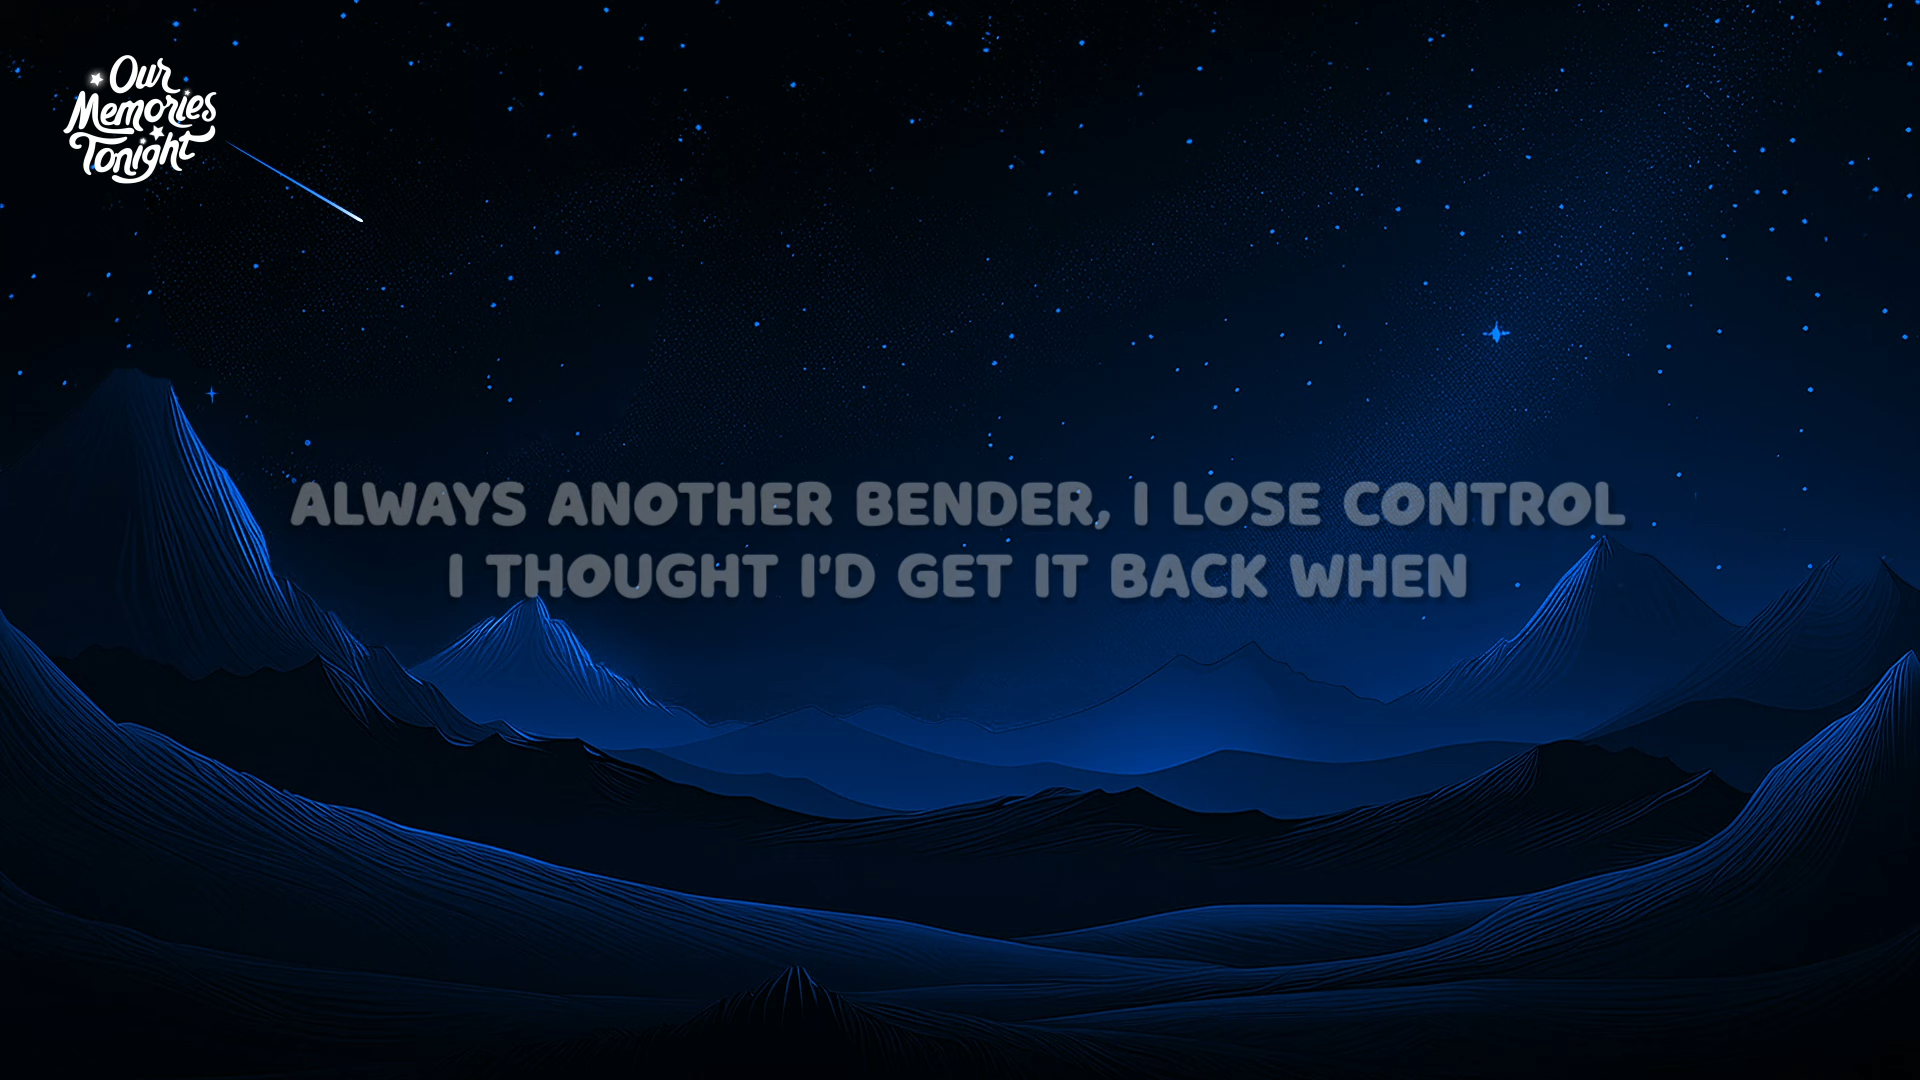 Our
Memories
Tonight
ALWAYS ANOTHER BENDER, I LOSE CONTROL
I THOUGHT I'D GET IT BACK WHEN